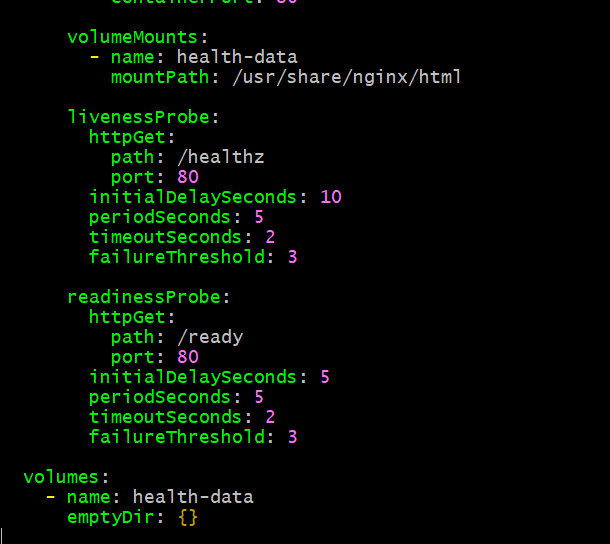 containerPort: 80
volumeMounts:
- name: health-data
mountPath: /usr/share/nginx/html
livenessProbe:
httpGet:
path: /healthz
port: 80
initialDelaySeconds: 10
periodSeconds: 5
timeoutSeconds: 2
failureThreshold: 3
readinessProbe:
httpGet:
path: /ready
port: 80
initialDelaySeconds: 5
periodSeconds: 5
timeoutSeconds: 2
failureThreshold: 3
volumes:
- name: health-data
emptyDir: {}